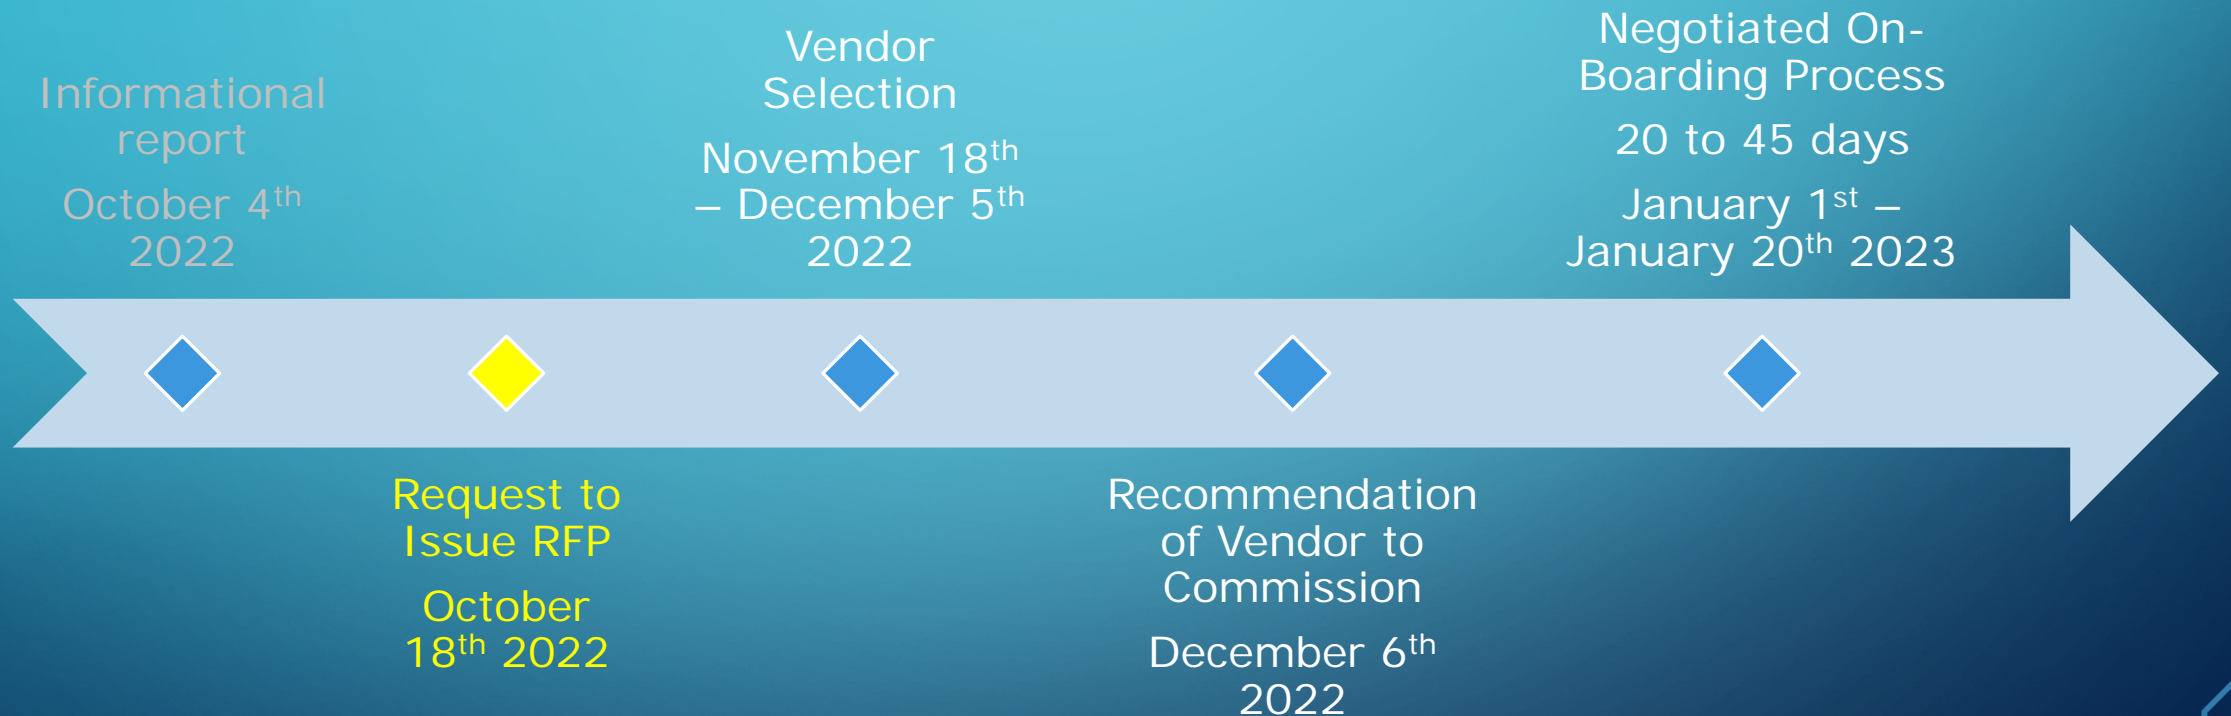 Informational
report
October 4th
2022
Request to
Issue RFP
October
18th 2022
Vendor
Selection
November 18th
– December 5th
2022
Recommendation
of Vendor to
Commission
December 6th
2022
Negotiated On-
Boarding Process
20 to 45 days
January 1st –
January 20th 2023